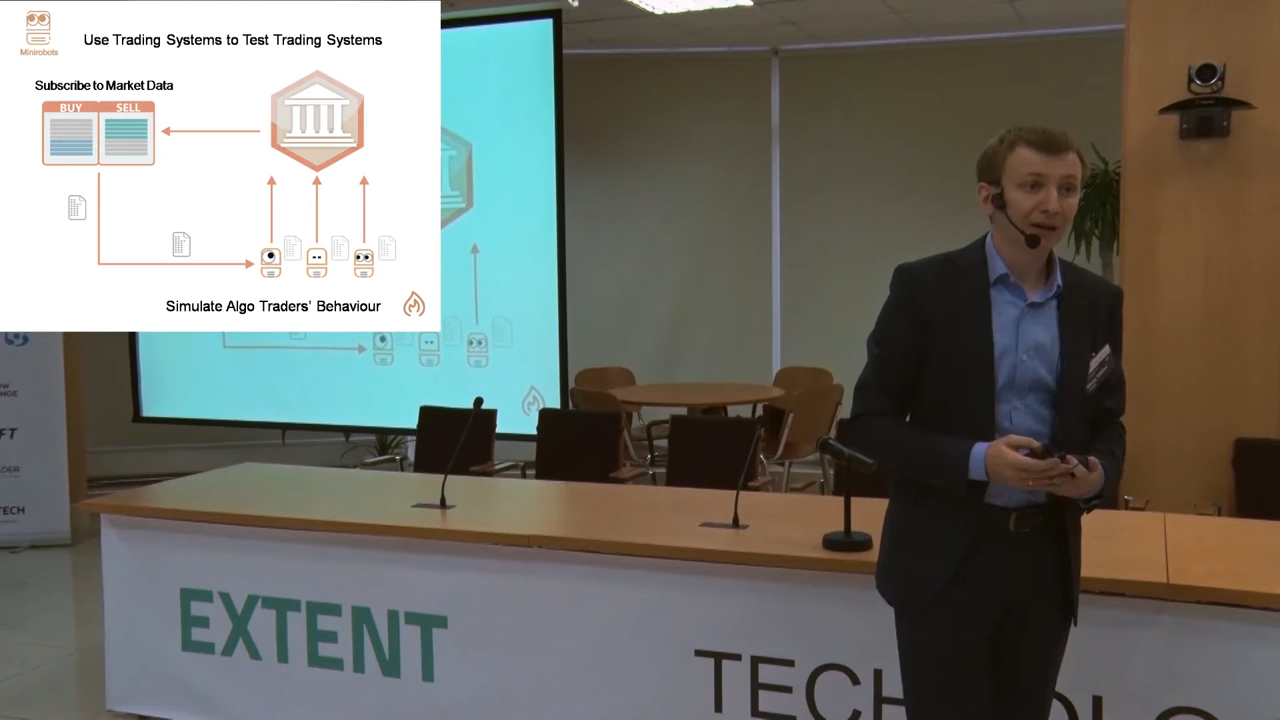 Minirobots
Use Trading Systems to Test Trading Systems
Subscribe to Market Data
BUY SELL
Simulate Algo Traders' Behaviour
EXTENT